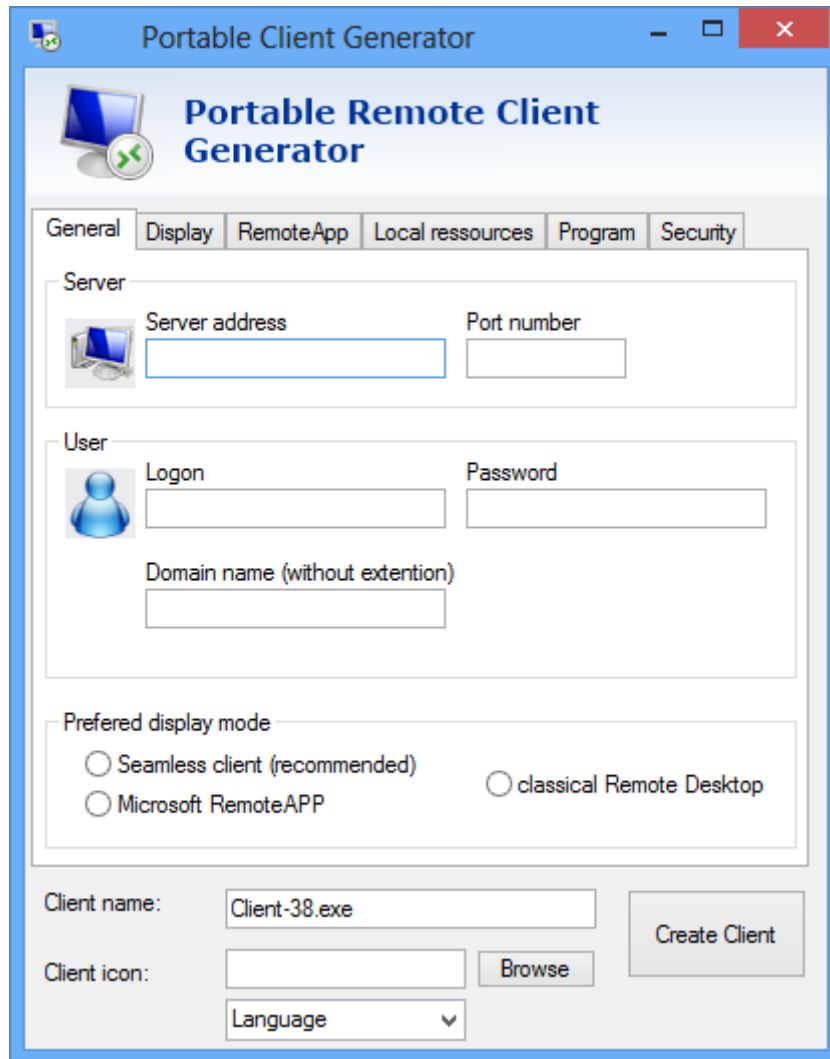 Portable Client Generator
Portable Remote Client
Generator
General Display RemoteApp Local ressources Program Security
Server
Server address Port number
User
Logon Password
Domain name (without extention)
Prefered display mode
Seamless client (recommended)
classical Remote Desktop
Microsoft RemoteAPP
Client name: Client-38.exe
Create Client
Client icon: Browse
Language